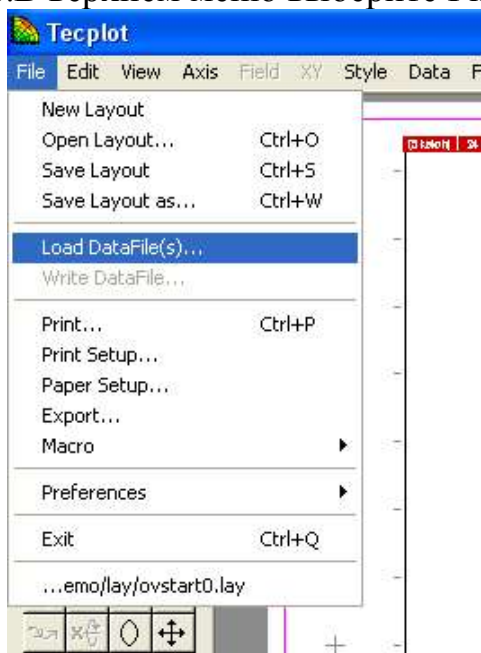 Tecplot
File Edit View Axis Field XY Style Data F
New Layout
Open Layout... Ctrl+O
Save Layout Ctrl+S
Save Layout as... Ctrl+W
Load DataFile(s)...
Write DataFile...
Print... Ctrl+P
Print Setup...
Paper Setup...
Export...
Macro
Preferences
Exit Ctrl+Q
...emo/lay/ovstart0.lay